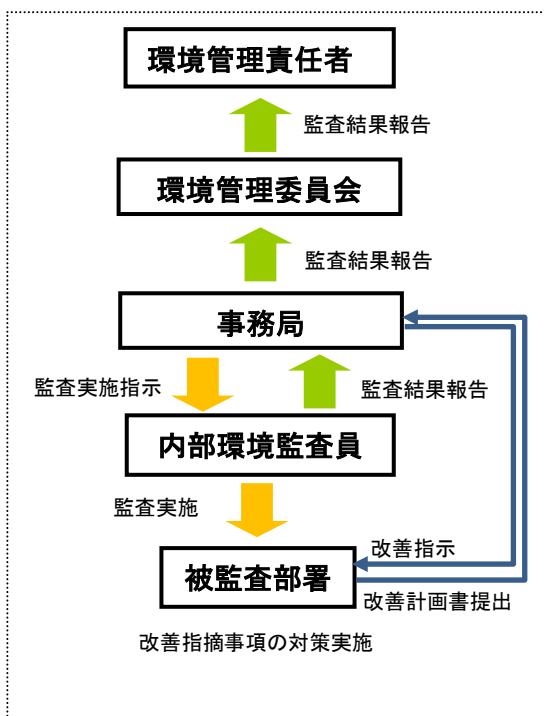 環境管理責任者
監査結果報告
環境管理委員会
監査結果報告
事務局
監査実施指示
監査結果報告
内部環境監査員
監査実施
改善指示
被監査部署
改善計画書提出
改善指摘事項の対策実施